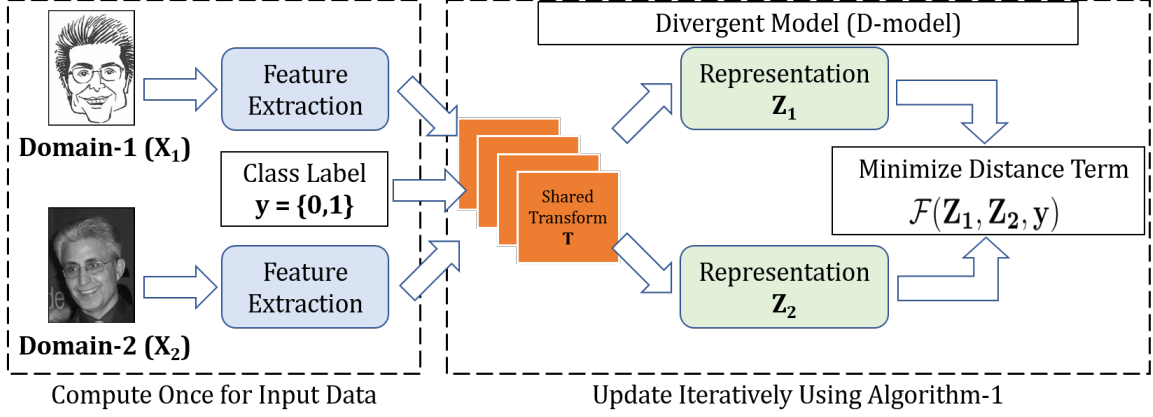 Divergent Model (D-model)
Feature
Extraction
Domain-1 (X₁)
Class Label
y = {0,1}
Shared
Transform
T
Representation
Z₁
Minimize Distance Term
ℱ(Z₁, Z₂, y)
de
Feature
Extraction
Domain-2 (X₂)
Representation
Z₂
Compute Once for Input Data
Update Iteratively Using Algorithm-1